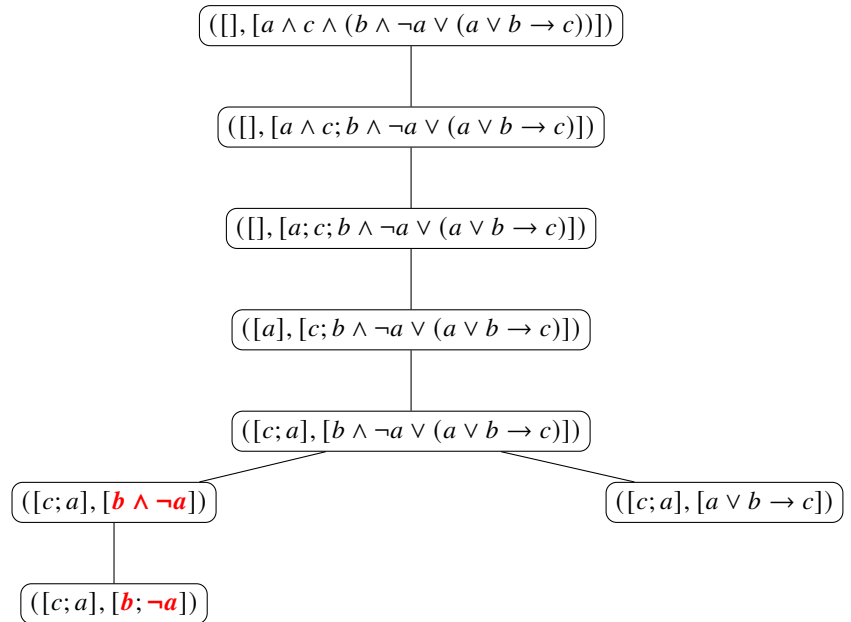 ([], [a ∧ c ∧ (b ∧ ¬a ∨ (a ∨ b → c))])
([], [a ∧ c; b ∧ ¬a ∨ (a ∨ b → c)])
([], [a; c; b ∧ ¬a ∨ (a ∨ b → c)])
([a], [c; b ∧ ¬a ∨ (a ∨ b → c)])
([c; a], [b ∧ ¬a ∨ (a ∨ b → c)])
([c; a], [b ∧ ¬a])
([c; a], [a ∨ b → c])
([c; a], [b; ¬a])